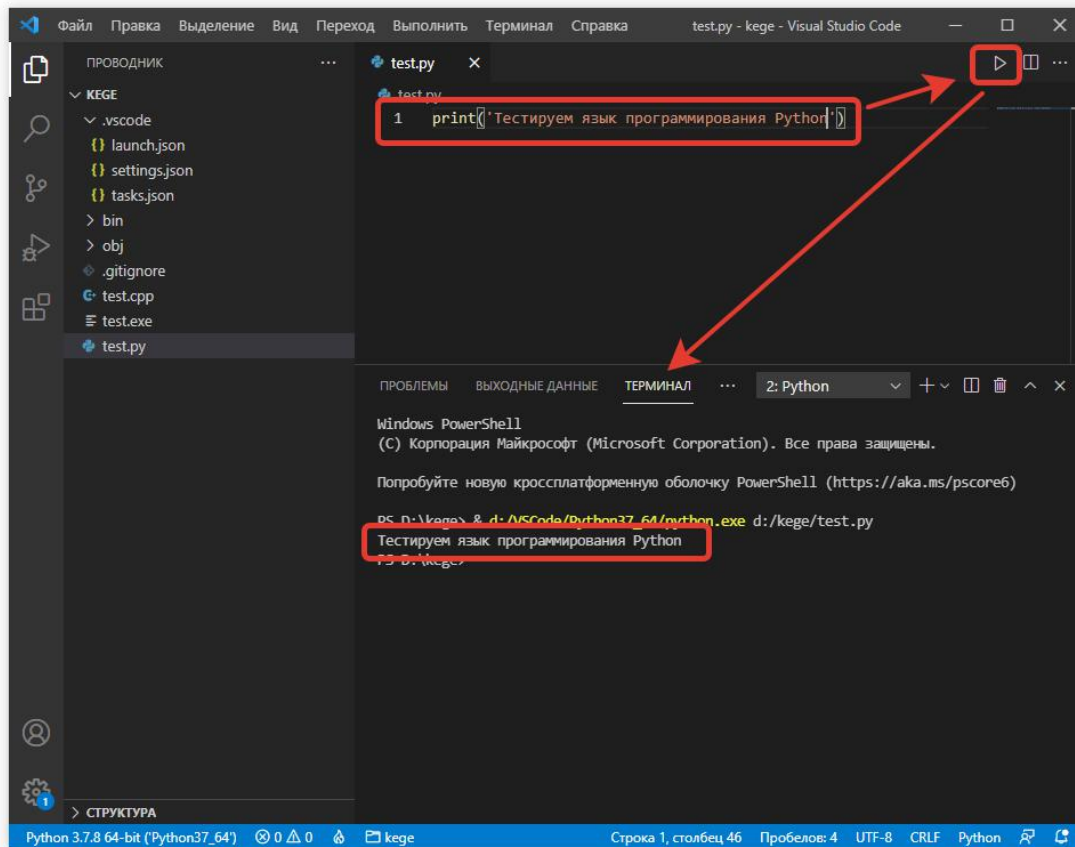 Файл Правка Выделение Вид Переход Выполнить Терминал Справка test.py - kege - Visual Studio Code
ПРОВОДНИК ...
KEGE
.vscode
{} launch.json
{} settings.json
{} tasks.json
bin
obj
.gitignore
test.cpp
test.exe
test.py
СТРУКТУРА
test.py
test.py
1 print('Тестируем язык программирования Python')
ПРОБЛЕМЫ ВЫХОДНЫЕ ДАННЫЕ ТЕРМИНАЛ ... 2: Python
Windows PowerShell
(C) Корпорация Майкрософт (Microsoft Corporation). Все права защищены.
Попробуйте новую кроссплатформенную оболочку PowerShell (https://aka.ms/pscore6)
PS D:\kege> & d:/VSCode/Python37_64/python.exe d:/kege/test.py
Тестируем язык программирования Python
PS D:\kege>
1
Python 3.7.8 64-bit ('Python37_64') 0 0 kege Строка 1, столбец 46 Пробелов: 4 UTF-8 CRLF Python